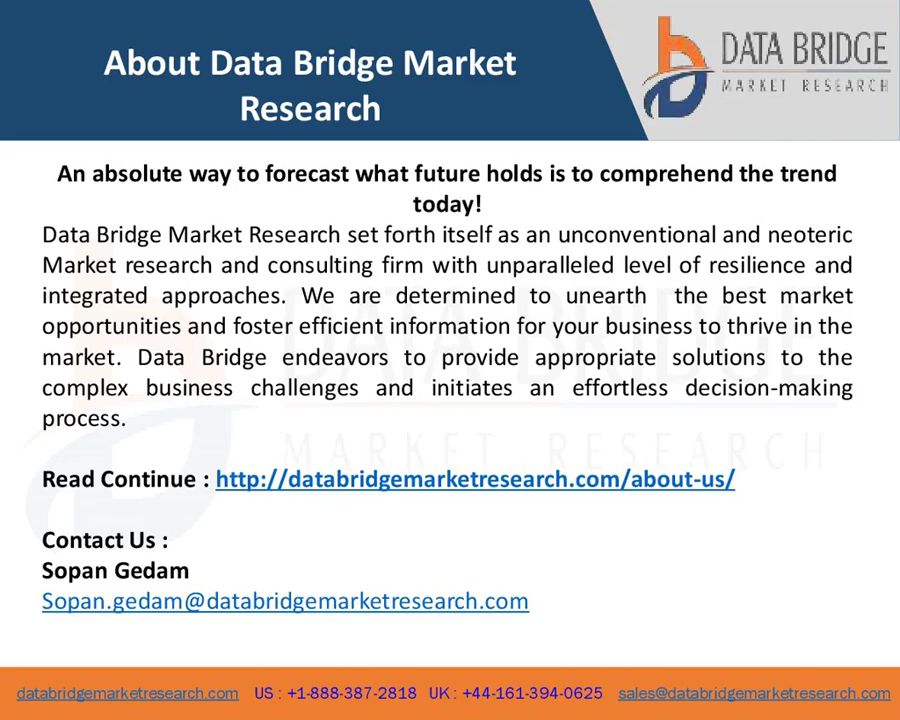 About Data Bridge Market
Research
DATA BRIDGE
MARKET RESEARCH
An absolute way to forecast what future holds is to comprehend the trend
today!
Data Bridge Market Research set forth itself as an unconventional and neoteric
Market research and consulting firm with unparalleled level of resilience and
integrated approaches. We are determined to unearth the best market
opportunities and foster efficient information for your business to thrive in the
market. Data Bridge endeavors to provide appropriate solutions to the
complex business challenges and initiates an effortless decision-making
process.
DATA BRIDGE
MARKET RESEARCH
Read Continue : http://databridgemarketresearch.com/about-us/
Contact Us :
Sopan Gedam
Sopan.gedam@databridgemarketresearch.com
databridgemarketresearch.com US : +1-888-387-2818 UK : +44-161-394-0625 sales@databridgemarketresearch.com